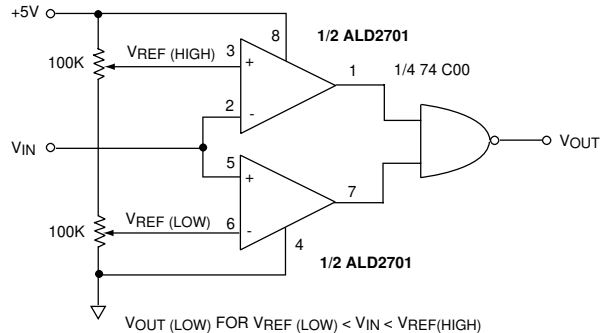 +5V
8
1/2 ALD2701
100K
VREF (HIGH)
3
+
1
1/4 74 C00
2
-
VIN
VOUT
5
+
7
100K
VREF (LOW)
6
-
4
1/2 ALD2701
VOUT (LOW) FOR VREF (LOW) < VIN < VREF(HIGH)